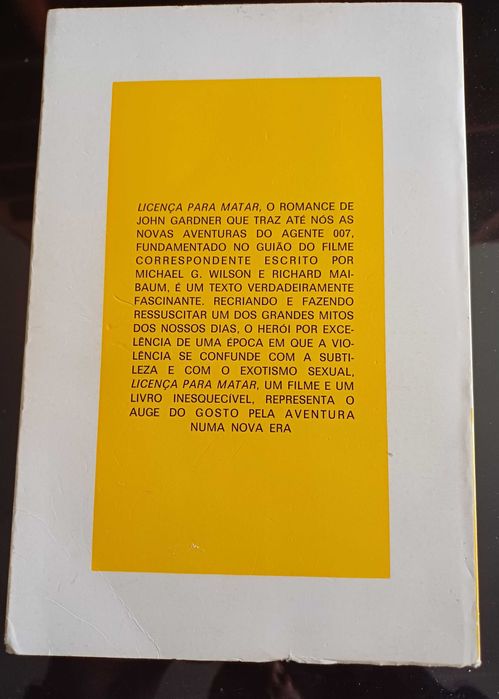 LICENÇA PARA MATAR, O ROMANCE DE
JOHN GARDNER QUE TRAZ ATÉ NÓS AS
NOVAS AVENTURAS DO AGENTE 007,
FUNDAMENTADO NO GUIÃO DO FILME
CORRESPONDENTE ESCRITO POR
MICHAEL G. WILSON E RICHARD MAI-
BAUM, É UM TEXTO VERDADEIRAMENTE
FASCINANTE. RECRIANDO E FAZENDO
RESSUSCITAR UM DOS GRANDES MITOS
DOS NOSSOS DIAS, O HERÓI POR EXCE-
LÊNCIA DE UMA ÉPOCA EM QUE A VIO-
LÊNCIA SE CONFUNDE COM A SUBTI-
LEZA E COM O EXOTISMO SEXUAL,
LICENÇA PARA MATAR, UM FILME E UM
LIVRO INESQUECÍVEL, REPRESENTA O
AUGE DO GOSTO PELA AVENTURA
NUMA NOVA ERA